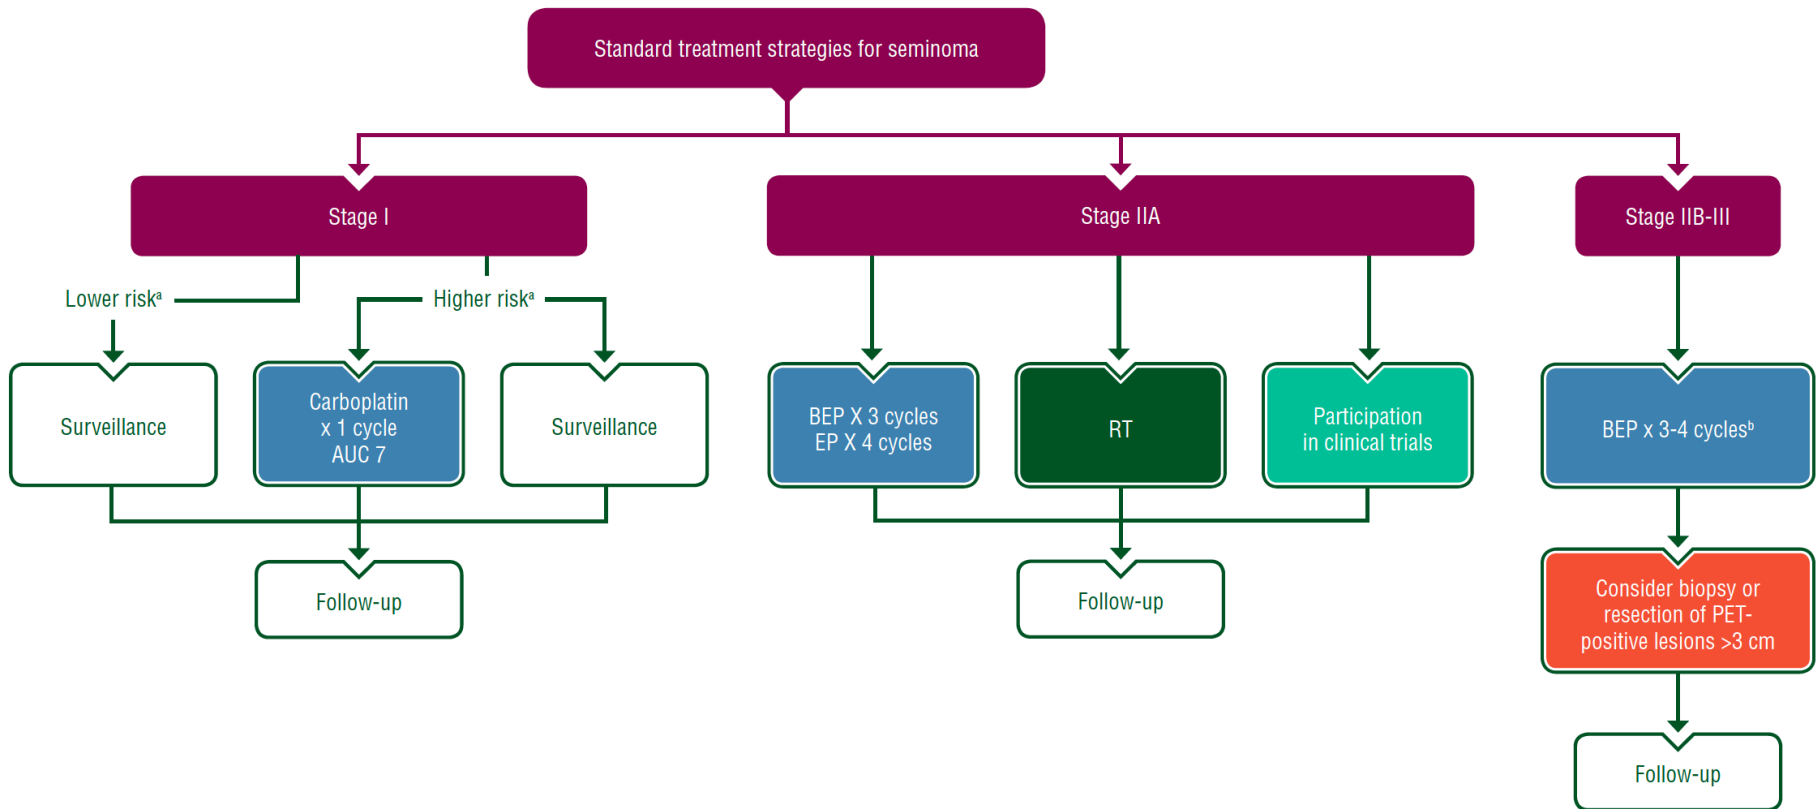 Standard treatment strategies for seminoma
Stage I
Stage IIA
Stage IIB-III
Lower riskᵃ
Higher riskᵃ
Surveillance
Carboplatin
x 1 cycle
AUC 7
Surveillance
BEP X 3 cycles
EP X 4 cycles
RT
Participation
in clinical trials
BEP x 3-4 cyclesᵇ
Follow-up
Follow-up
Consider biopsy or
resection of PET-
positive lesions >3 cm
Follow-up